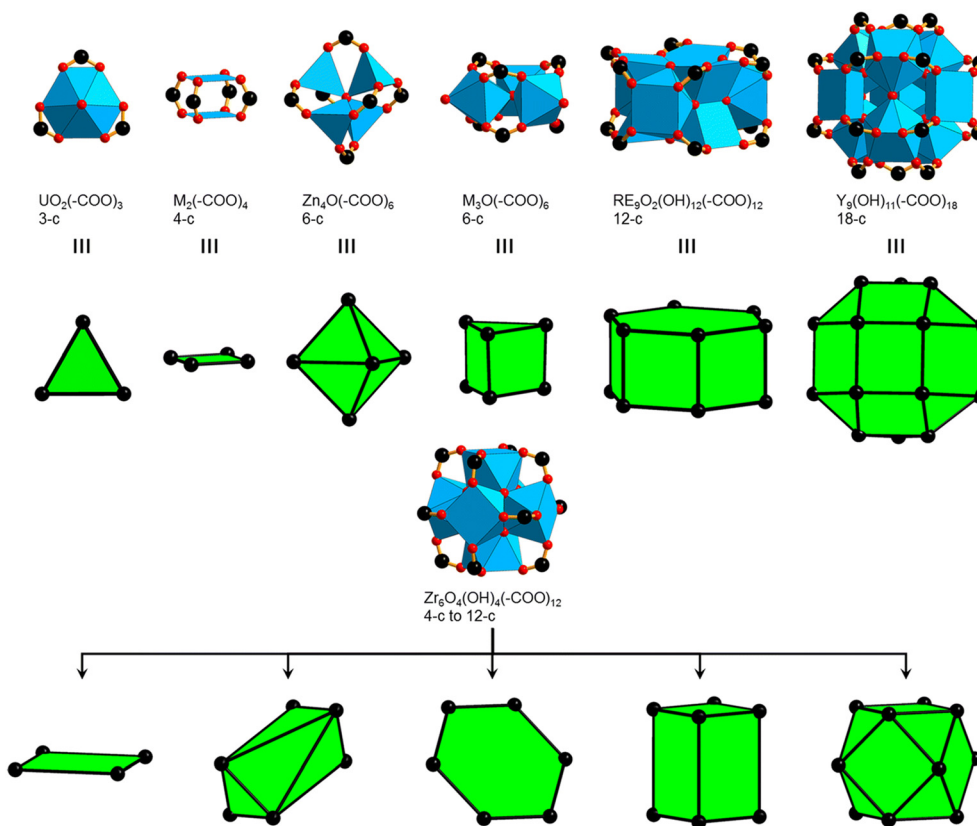 UO₂(-COO)₃
3-c
M₂(-COO)₄
4-c
Zn₄O(-COO)₆
6-c
M₃O(-COO)₆
6-c
RE₉O₂(OH)₁₂(-COO)₁₂
12-c
Y₉(OH)₁₁(-COO)₁₈
18-c
Zr₆O₄(OH)₄(-COO)₁₂
4-c to 12-c